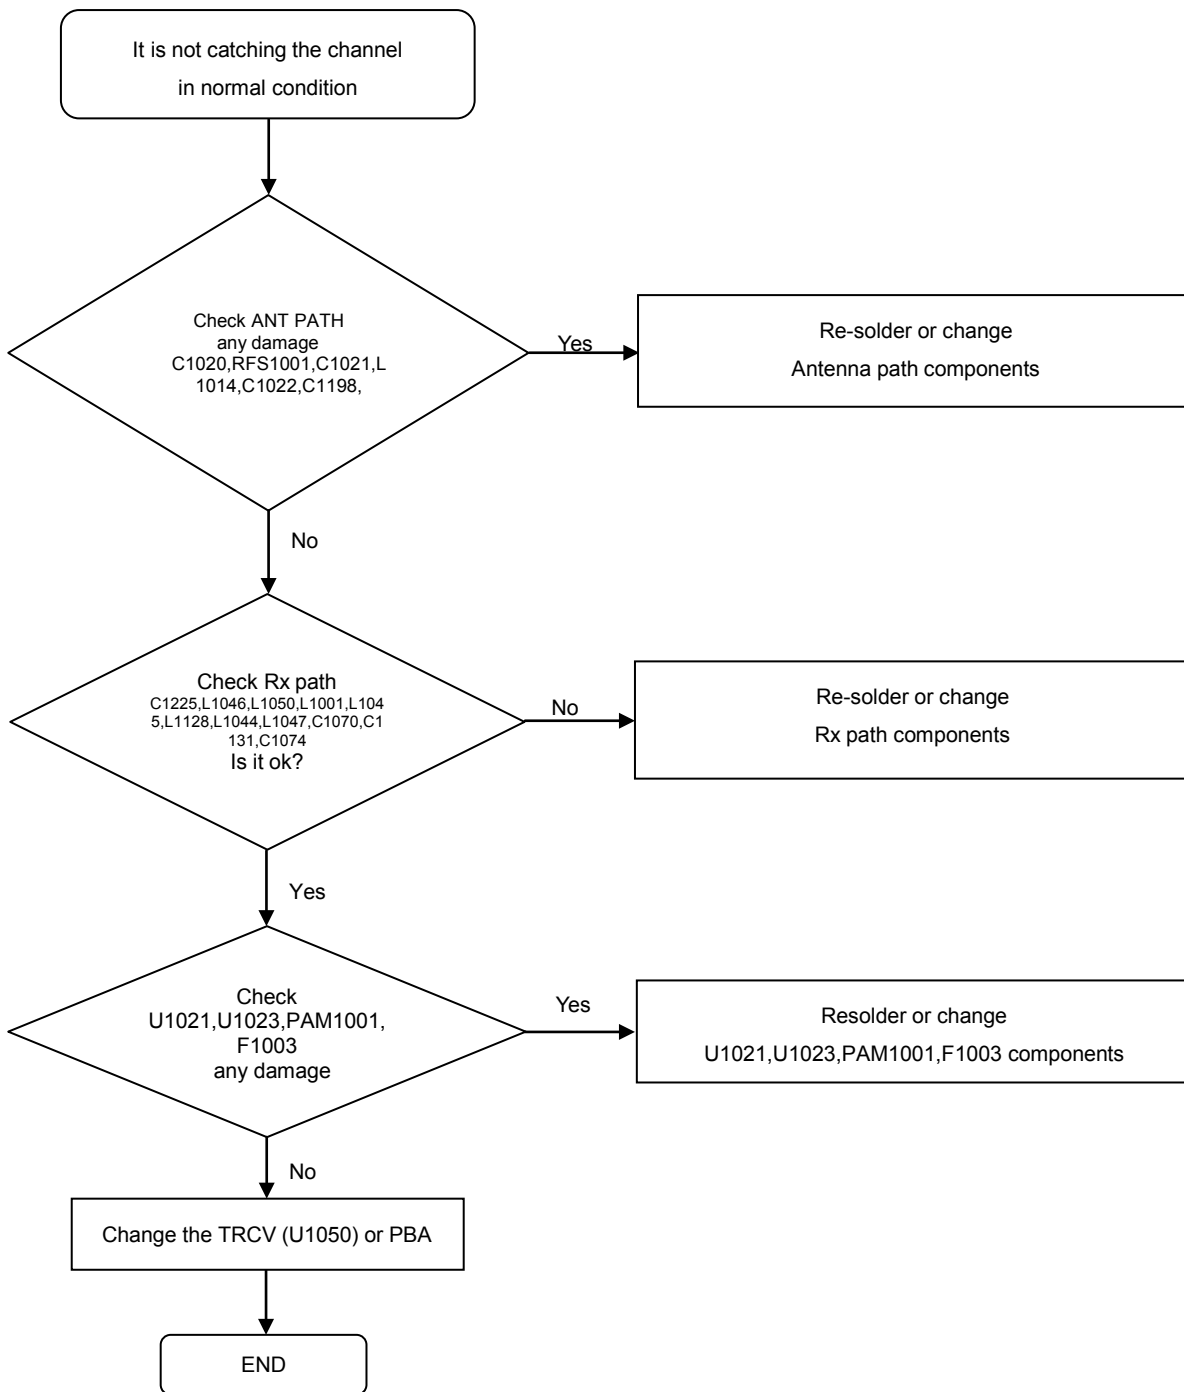 It is not catching the channel
in normal condition
Check ANT PATH
any damage
C1020,RFS1001,C1021,L
1014,C1022,C1198,
Yes
Re-solder or change
Antenna path components
No
Check Rx path
C1225,L1046,L1050,L1001,L104
5,L1128,L1044,L1047,C1070,C1
131,C1074
Is it ok?
No
Re-solder or change
Rx path components
Yes
Check
U1021,U1023,PAM1001,
F1003
any damage
Yes
Resolder or change
U1021,U1023,PAM1001,F1003 components
No
Change the TRCV (U1050) or PBA
END